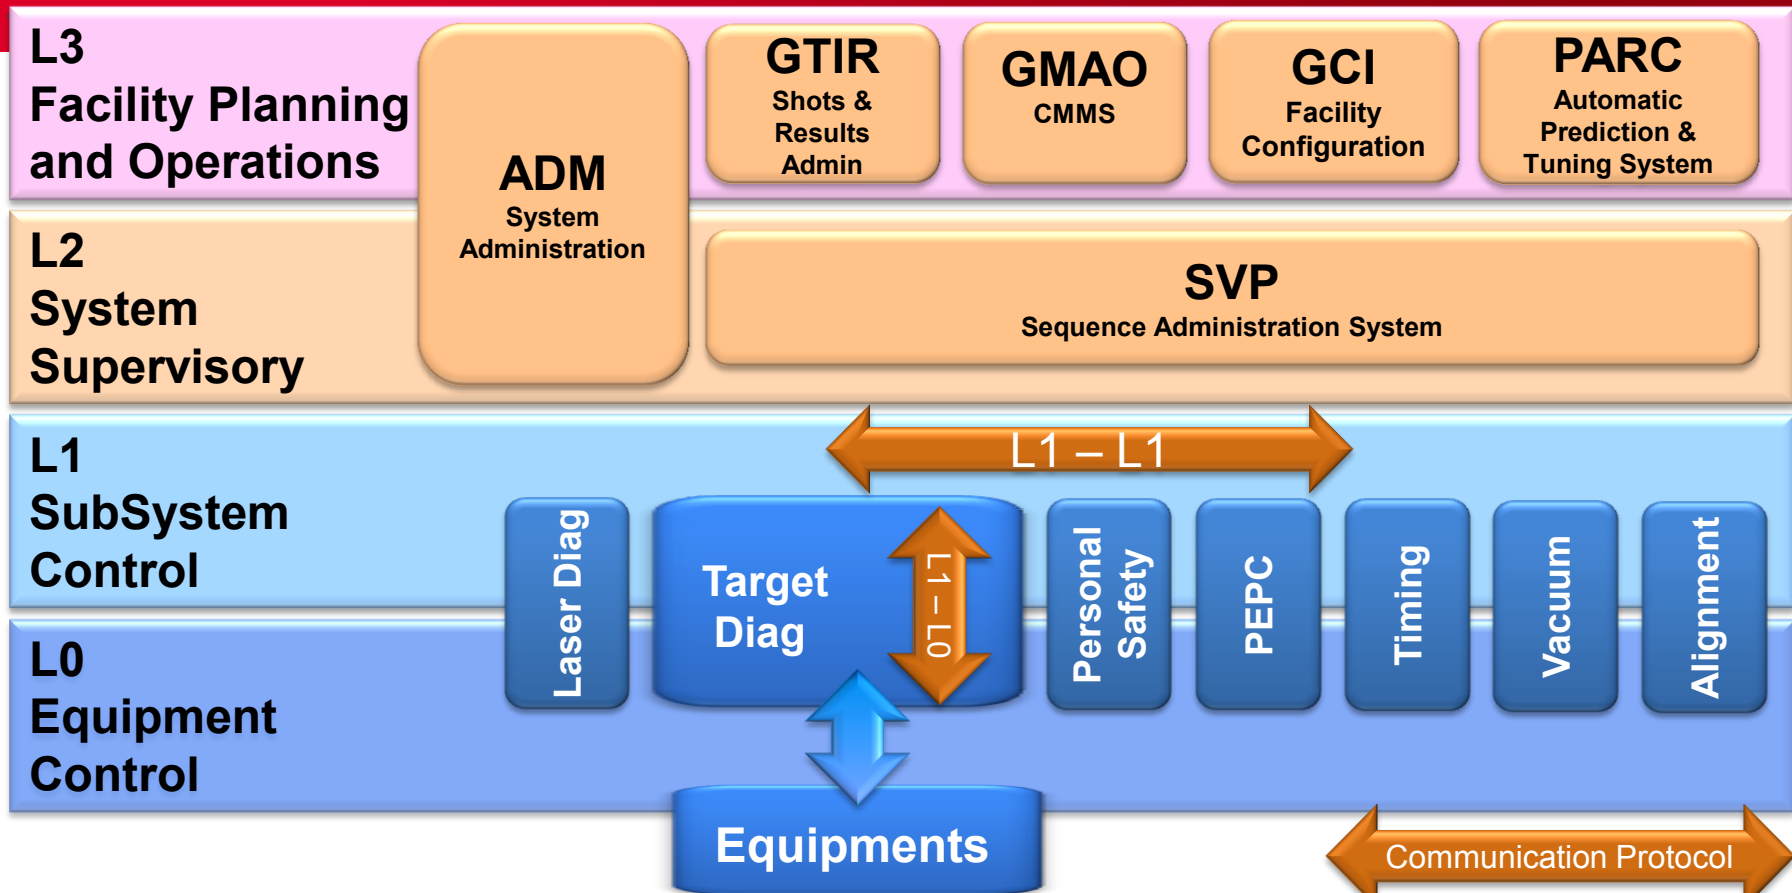 L3
Facility Planning
and Operations
ADM
System
Administration
GTIR
Shots &
Results
Admin
GMAO
CMMS
GCI
Facility
Configuration
PARC
Automatic
Prediction &
Tuning System
L2
System
Supervisory
SVP
Sequence Administration System
L1
SubSystem
Control
L1 – L1
Laser Diag
Target
Diag
L1 – L0
Personal
Safety
PEPC
Timing
Vacuum
Alignment
L0
Equipment
Control
Equipments
Communication Protocol